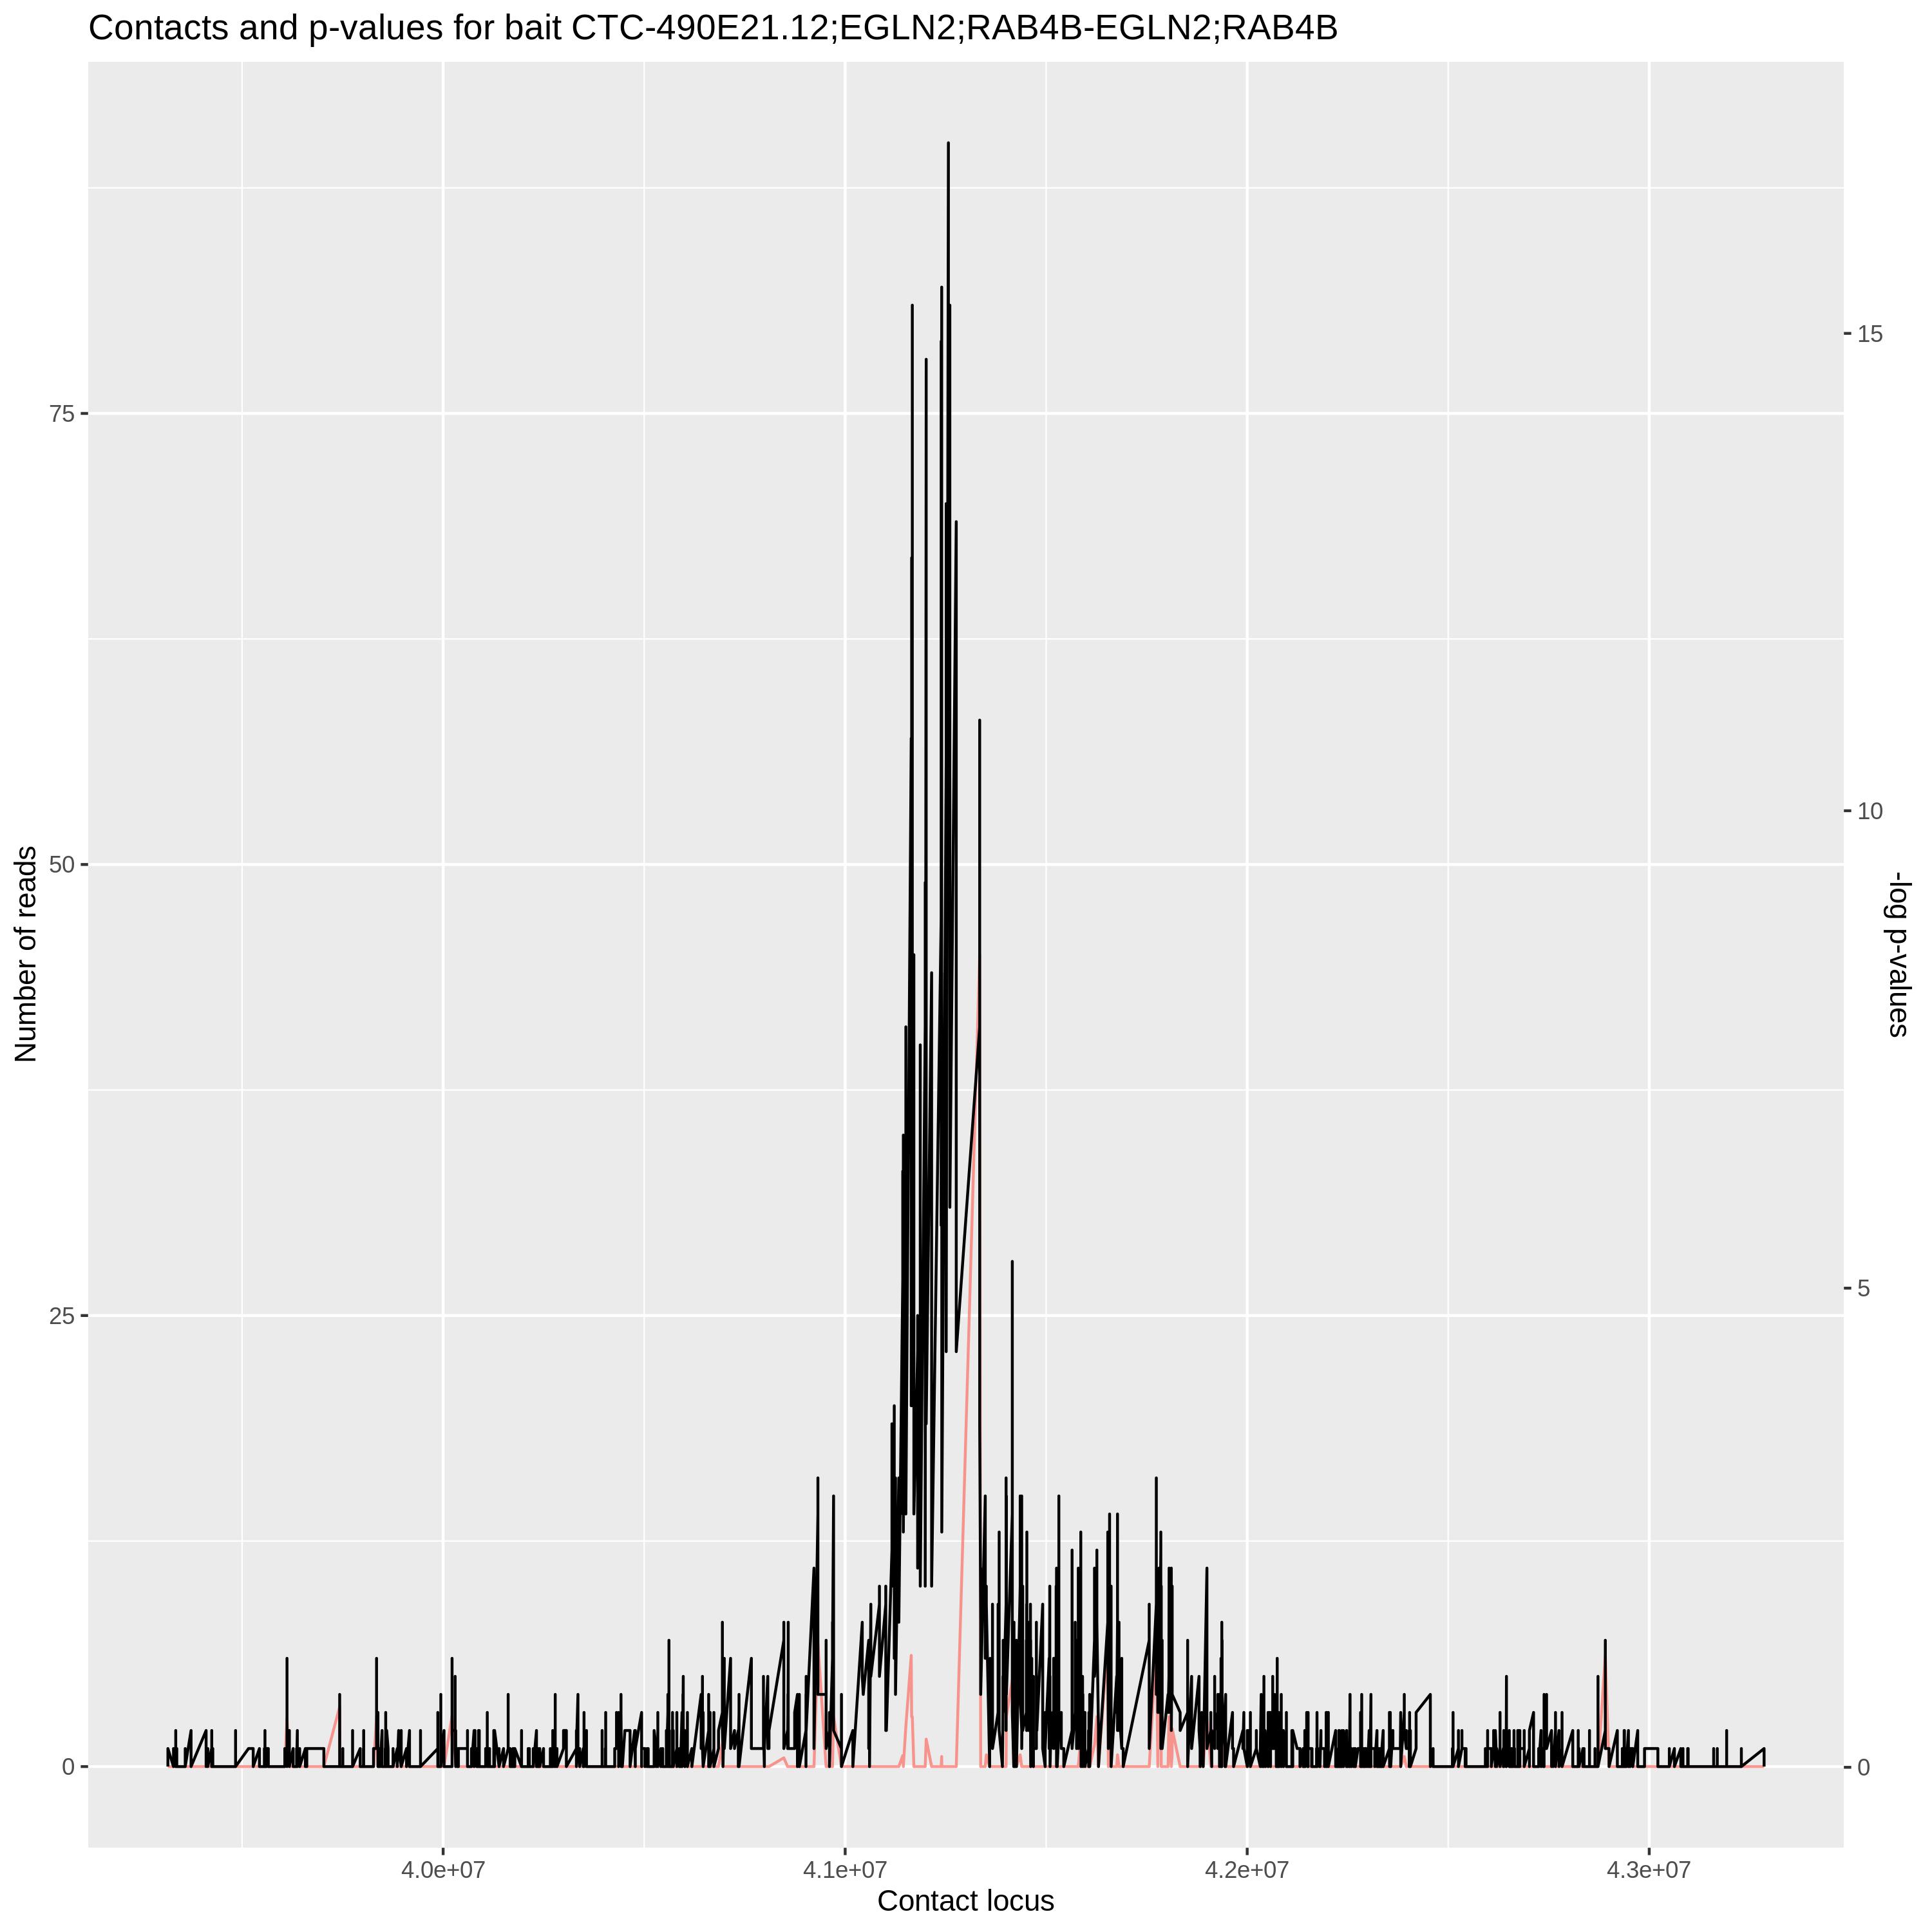 Contacts and p-values for bait CTC-490E21.12;EGLN2;RAB4B-EGLN2;RAB4B
Number of reads
75
50
25
0
15
10
5
0
-log p-values
4.0e+07
4.1e+07
4.2e+07
4.3e+07
Contact locus